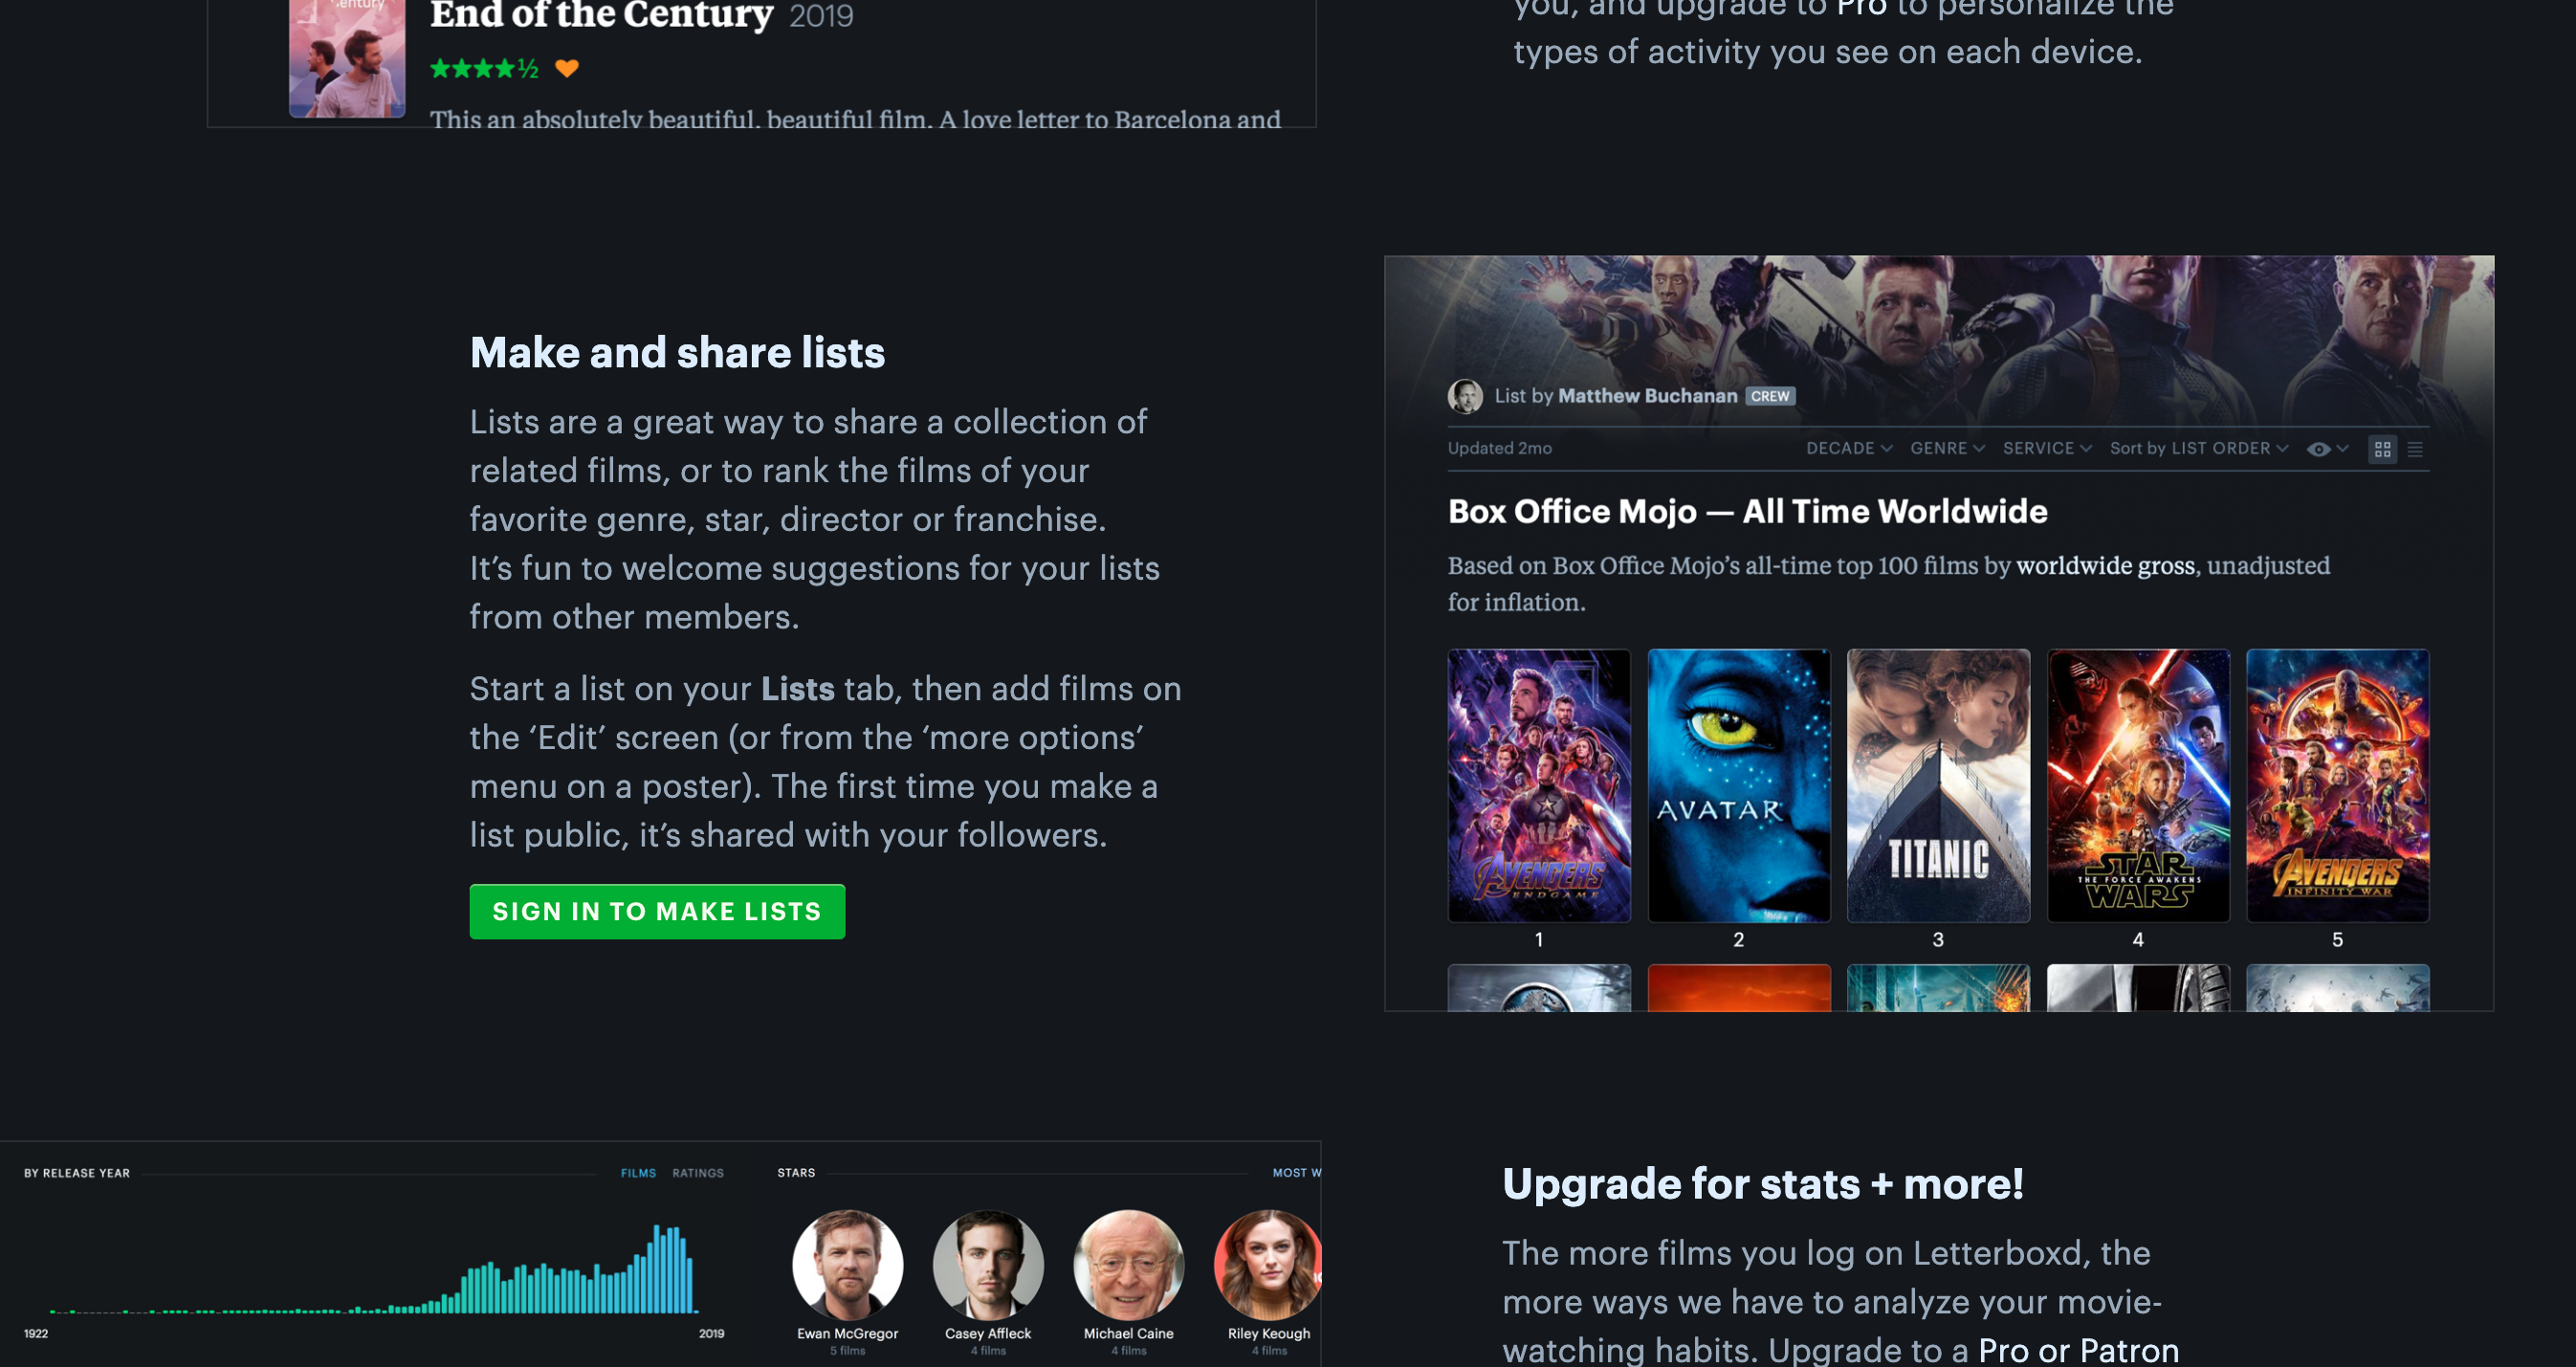 Century
End of the Century 2019
★★★★½
This an absolutely beautiful, beautiful film. A love letter to Barcelona and
you, and upgrade to Pro to personalize the
types of activity you see on each device.
Make and share lists
Lists are a great way to share a collection of
related films, or to rank the films of your
favorite genre, star, director or franchise.
It’s fun to welcome suggestions for your lists
from other members.
Start a list on your Lists tab, then add films on
the ‘Edit’ screen (or from the ‘more options’
menu on a poster). The first time you make a
list public, it’s shared with your followers.
SIGN IN TO MAKE LISTS
List by Matthew Buchanan CREW
Updated 2mo DECADE GENRE SERVICE Sort by LIST ORDER
Box Office Mojo — All Time Worldwide
Based on Box Office Mojo’s all-time top 100 films by worldwide gross, unadjusted
for inflation.
AVENGERS
ENDGAME
AVATAR
TITANIC
STAR
THE FORCE AWAKENS
WARS
AVENGERS
INFINITY WAR
1 2 3 4 5
BY RELEASE YEAR FILMS RATINGS
1922 2019
STARS MOST W
Ewan McGregor Casey Affleck Michael Caine Riley Keough
5 films 4 films 4 films 4 films
Upgrade for stats + more!
The more films you log on Letterboxd, the
more ways we have to analyze your movie-
watching habits. Upgrade to a Pro or Patron